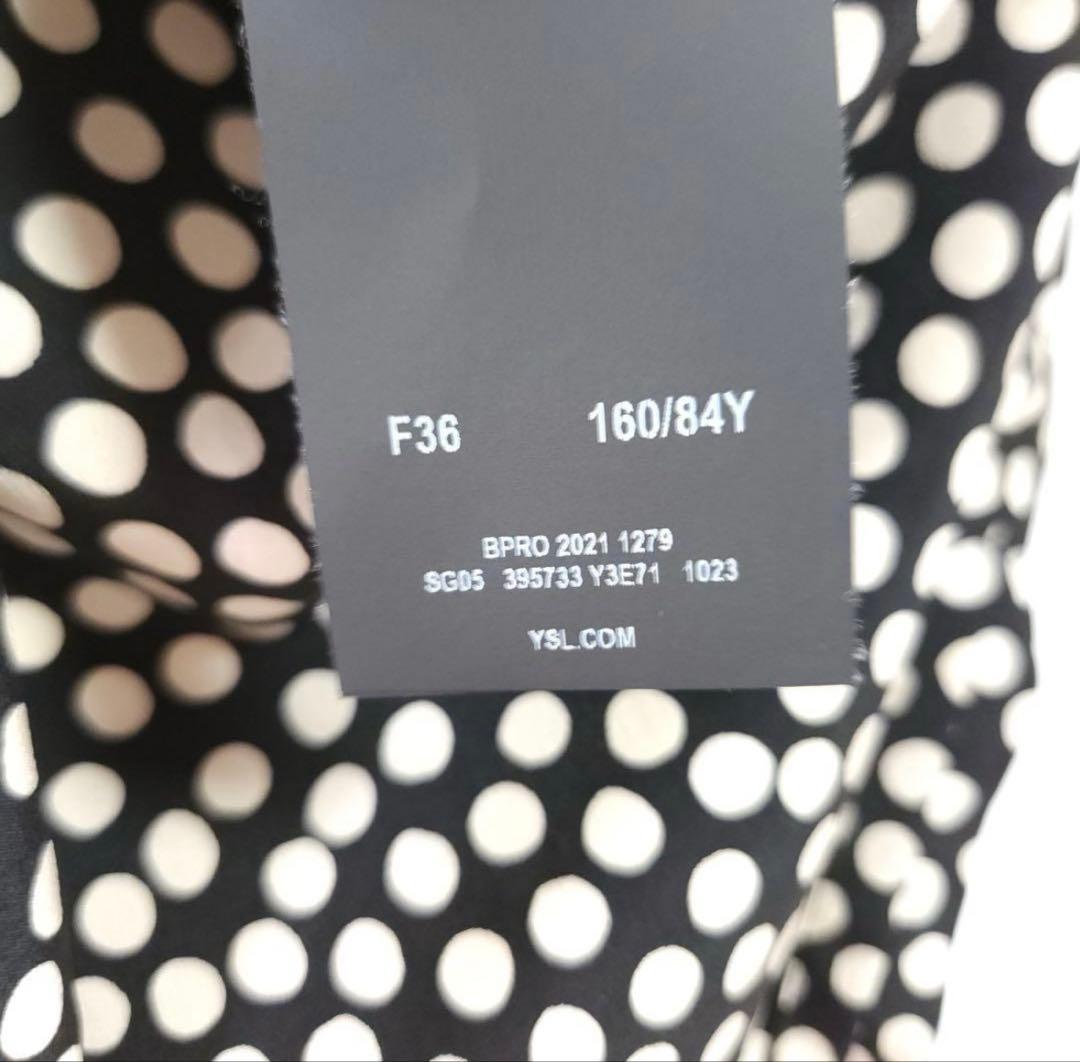 F36 160/84Y
BPRO 2021 1279
SG05 395733 Y3E71 1023
YSL.COM